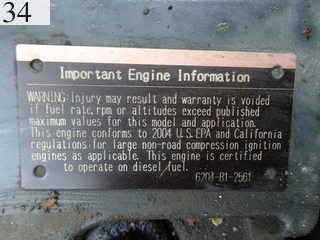 34
Important Engine Information
WARNING: Injury may result and warranty is voided
if fuel rate, rpm or altitudes exceed published
maximum values for this model and application.
This engine conforms to 2004 U.S. EPA and California
regulations for large non-road compression ignition
engines as applicable. This engine is certified
to operate on diesel fuel.
6204-81-2561